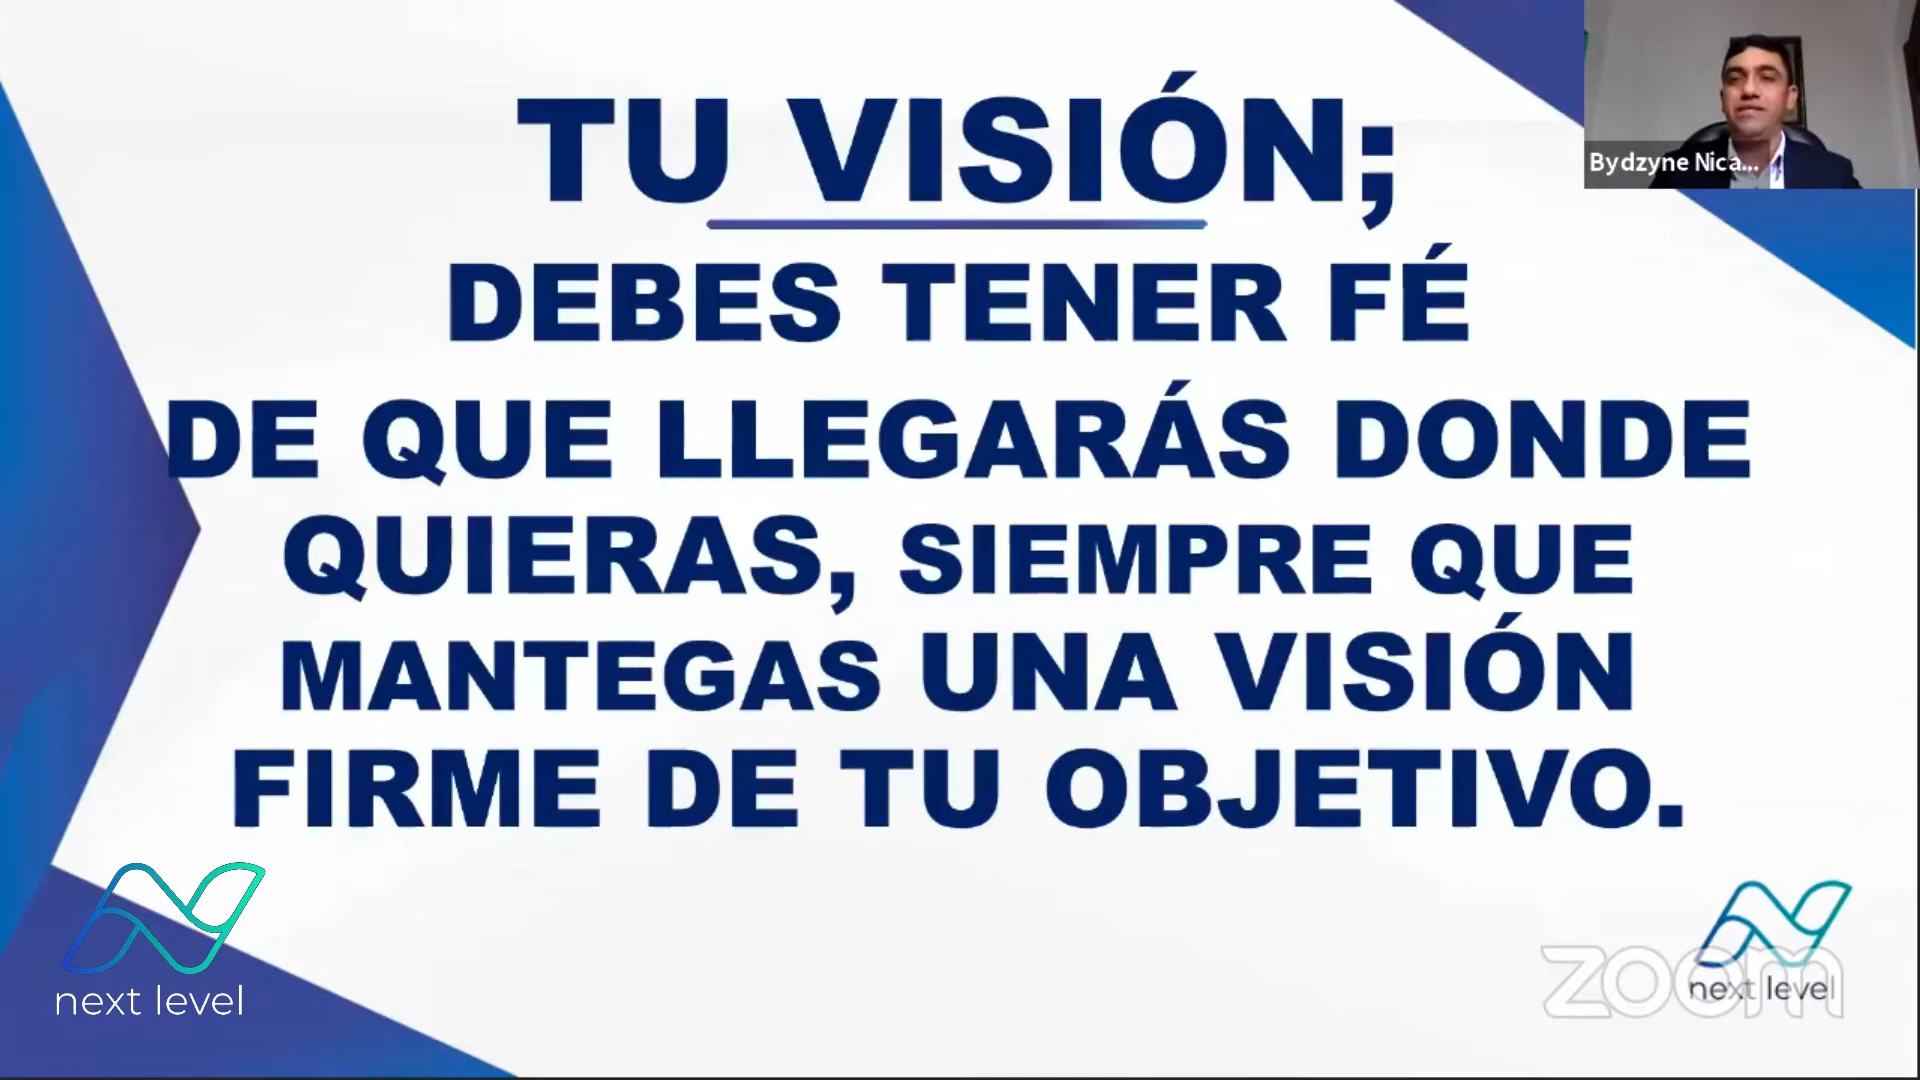 TU VISIÓN;
DEBES TENER FÉ
DE QUE LLEGARÁS DONDE
QUIERAS, SIEMPRE QUE
MANTEGAS UNA VISIÓN
FIRME DE TU OBJETIVO.
Bydzyne Nica...
next level
next level
zoom